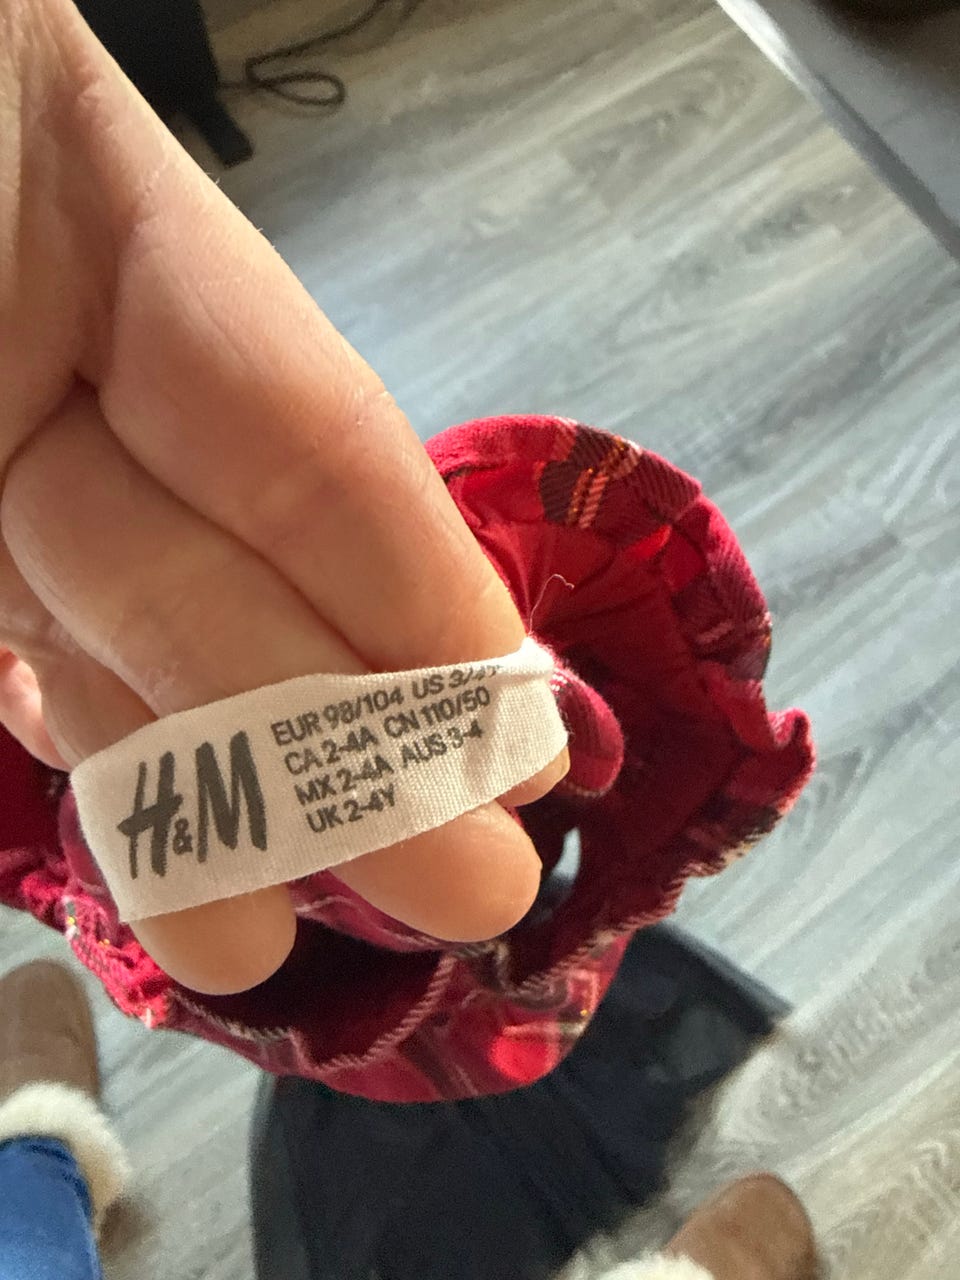 H&M
EUR 98/104 US
CA 2-4A CN 110/50
MX 2-4A AUS 3-4
UK 2-4Y